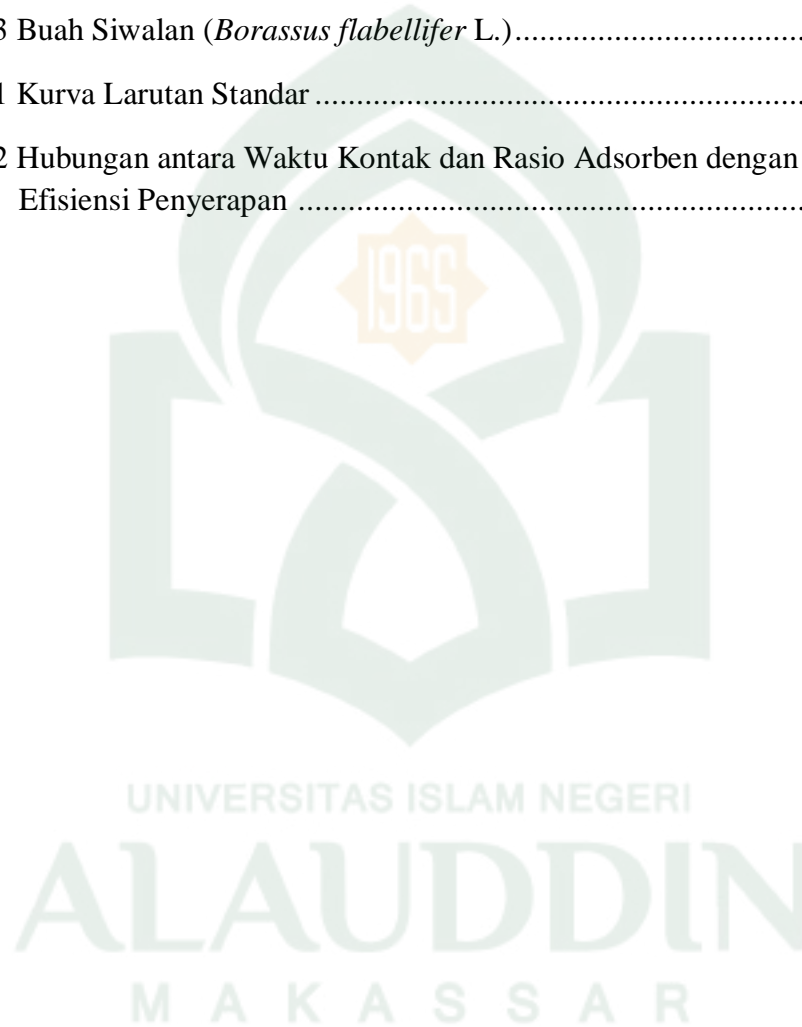 3 Buah Siwalan (Borassus flabellifer L.)....................................
1 Kurva Larutan Standar ............................................................
2 Hubungan antara Waktu Kontak dan Rasio Adsorben dengan
Efisiensi Penyerapan ..............................................................
1965
UNIVERSITAS ISLAM NEGERI
ALAUDDIN
MAKASSAR